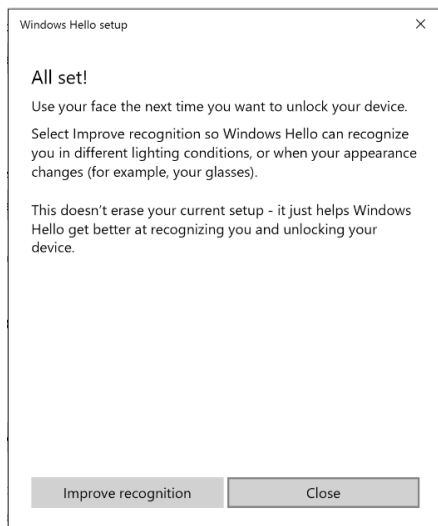 Windows Hello setup
All set!
Use your face the next time you want to unlock your device.
Select Improve recognition so Windows Hello can recognize
you in different lighting conditions, or when your appearance
changes (for example, your glasses).
This doesn't erase your current setup - it just helps Windows
Hello get better at recognizing you and unlocking your
device.
Improve recognition
Close